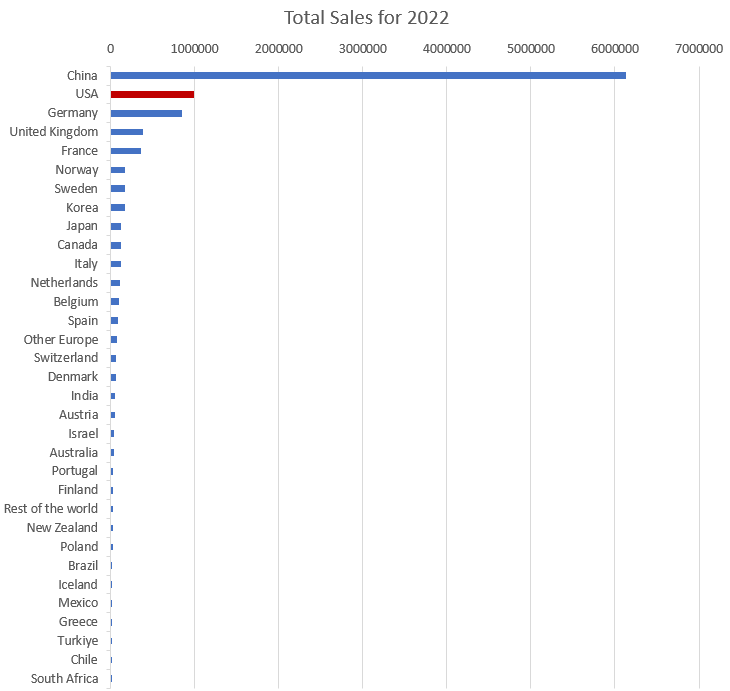 Total Sales for 2022
0 1000000 2000000 3000000 4000000 5000000 6000000 7000000
China
USA
Germany
United Kingdom
France
Norway
Sweden
Korea
Japan
Canada
Italy
Netherlands
Belgium
Spain
Other Europe
Switzerland
Denmark
India
Austria
Israel
Australia
Portugal
Finland
Rest of the world
New Zealand
Poland
Brazil
Iceland
Mexico
Greece
Turkiye
Chile
South Africa